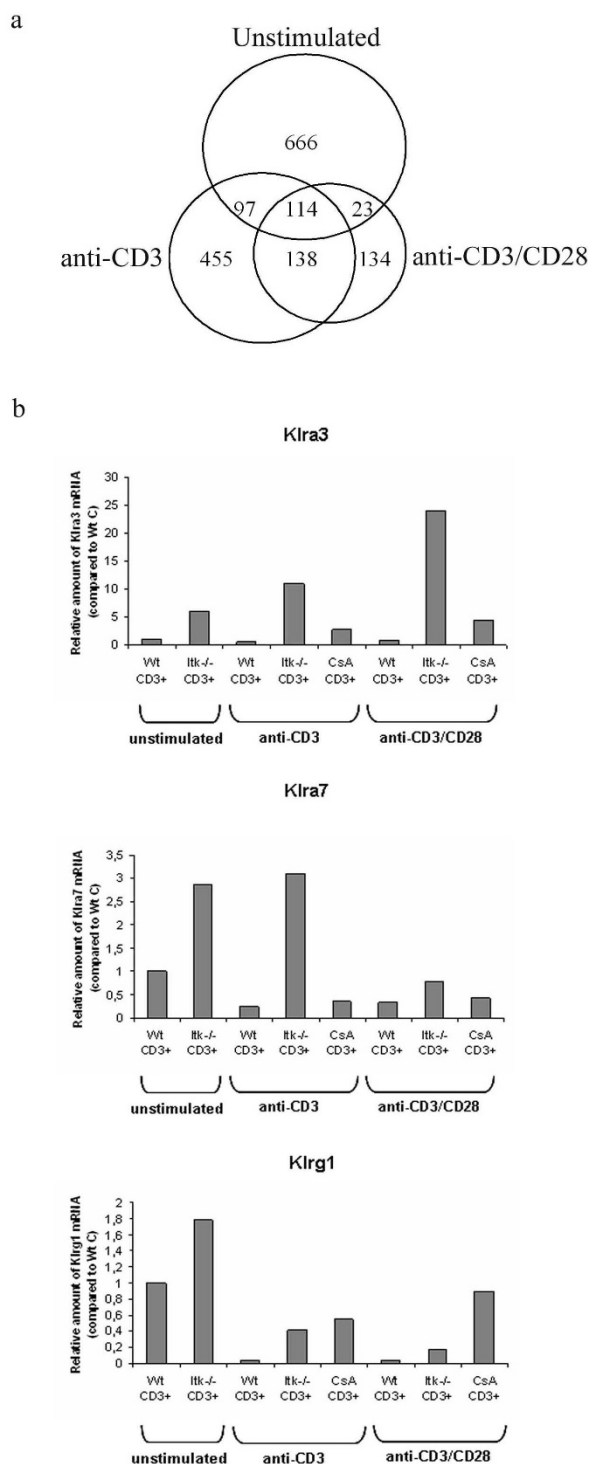 a
Unstimulated
666
97 114 23
anti-CD3 455 138 134 anti-CD3/CD28
b
Klra3
Relative amount of Klra3 mRNA
(compared to Wt C)
30
25
20
15
10
5
0
Wt Itk-/- Wt Itk-/- CsA Wt Itk-/- CsA
CD3+ CD3+ CD3+ CD3+ CD3+ CD3+ CD3+ CD3+
unstimulated anti-CD3 anti-CD3/CD28
Klra7
Relative amount of Klra7 mRNA
(compared to Wt C)
3,5
3
2,5
2
1,5
1
0,5
0
Wt Itk-/- Wt Itk-/- CsA Wt Itk-/- CsA
CD3+ CD3+ CD3+ CD3+ CD3+ CD3+ CD3+ CD3+
unstimulated anti-CD3 anti-CD3/CD28
Klrg1
Relative amount of Klrg1 mRNA
(compared to Wt C)
2
1,8
1,6
1,4
1,2
1
0,8
0,6
0,4
0,2
0
Wt Itk-/- Wt Itk-/- CsA Wt Itk-/- CsA
CD3+ CD3+ CD3+ CD3+ CD3+ CD3+ CD3+ CD3+
unstimulated anti-CD3 anti-CD3/CD28